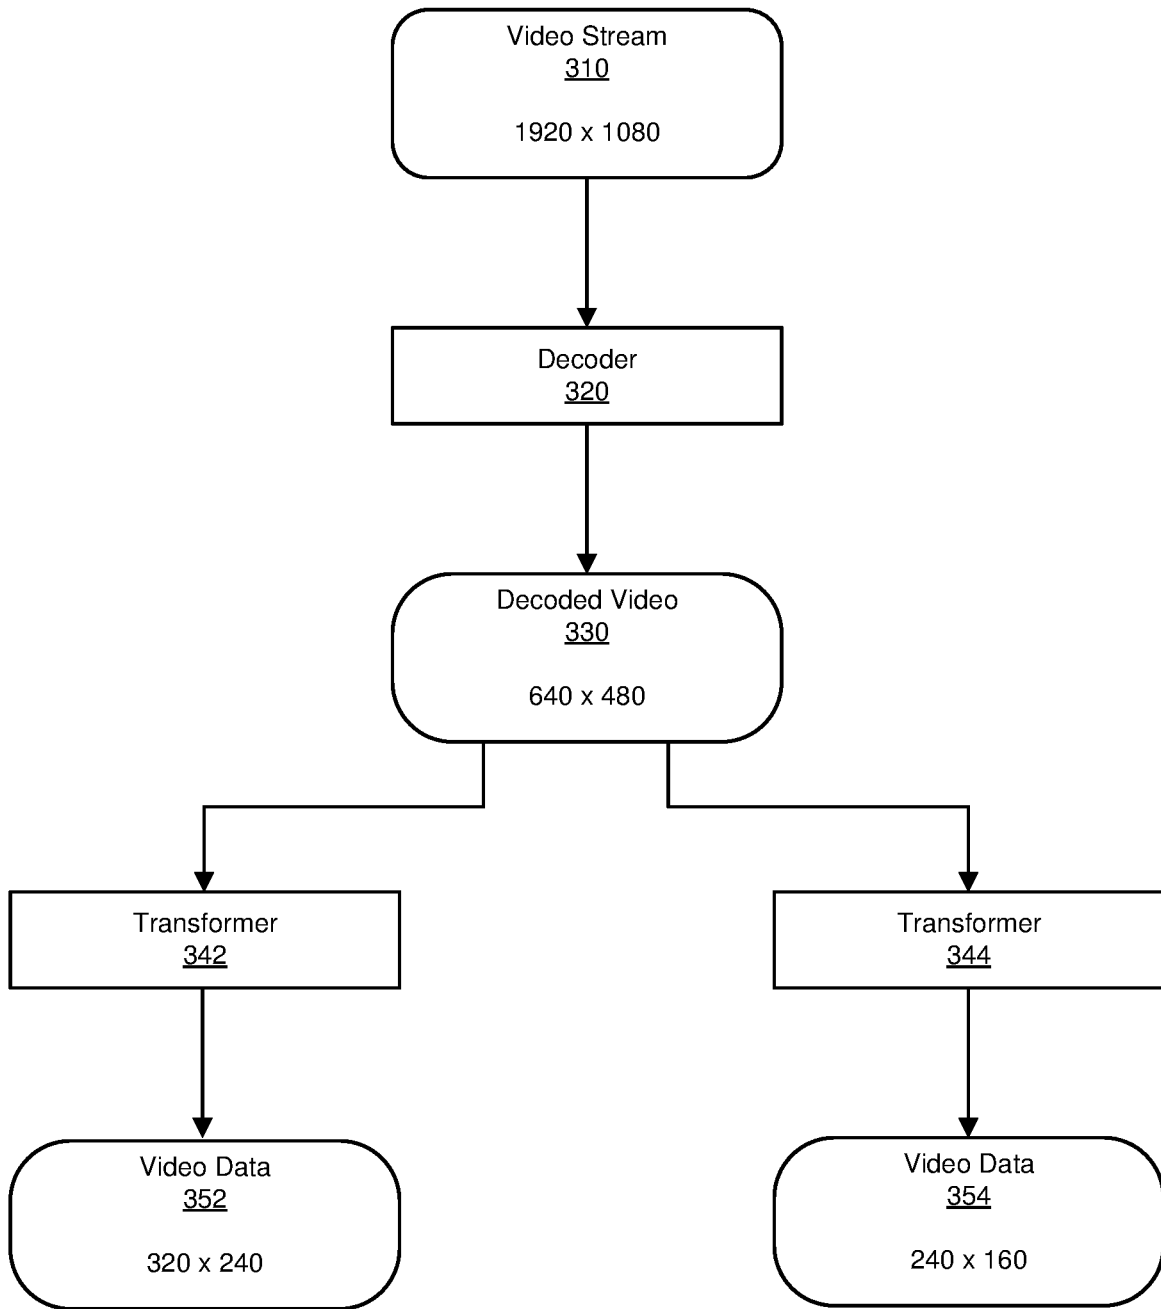 Video Stream
310
1920 x 1080
Decoder
320
Decoded Video
330
640 x 480
Transformer
342
Transformer
344
Video Data
352
320 x 240
Video Data
354
240 x 160